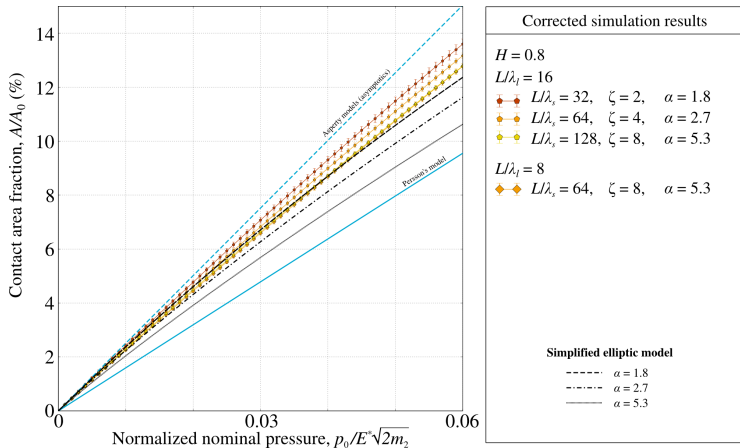 Contact area fraction, A/A₀ (%)
14
12
10
8
6
4
2
0
0
0.03
0.06
Normalized nominal pressure, p₀/E*√2m₂
Asperty models (asymptotics)
Persson's model
Corrected simulation results
H = 0.8
L/λₗ = 16
L/λₛ = 32, ζ = 2, α = 1.8
L/λₛ = 64, ζ = 4, α = 2.7
L/λₛ = 128, ζ = 8, α = 5.3
L/λₗ = 8
L/λₛ = 64, ζ = 8, α = 5.3
Simplified elliptic model
α = 1.8
α = 2.7
α = 5.3